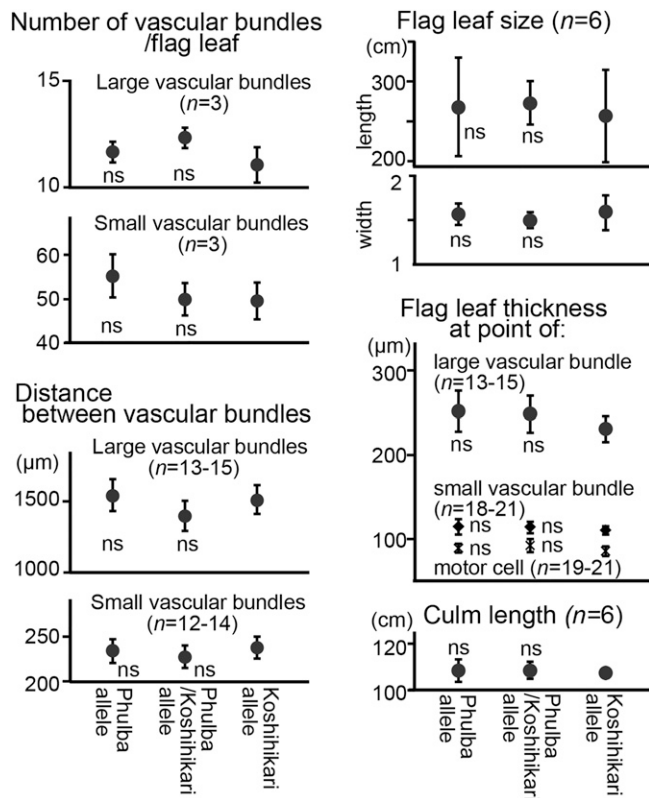 Number of vascular bundles
/flag leaf
15
Large vascular bundles
(n=3)
ns
ns
10
Small vascular bundles
(n=3)
60
50
ns
ns
40
Distance
between vascular bundles
(µm)
Large vascular bundles
(n=13-15)
1500
ns
ns
1000
Small vascular bundles
(n=12-14)
250
ns
ns
200
Phulba
allele
Phulba
/Koshihikari
allele
Koshihikari
allele
Flag leaf size (n=6)
(cm)
300
length
ns
ns
200
2
width
ns
ns
1
Flag leaf thickness
at point of:
(µm)
large vascular bundle
(n=13-15)
300
ns
ns
200
small vascular bundle
(n=18-21)
ns
ns
100
ns
ns
motor cell (n=19-21)
(cm)
Culm length (n=6)
120
ns
ns
100
Phulba
allele
Phulba
/Koshihikari
allele
Koshihikari
allele